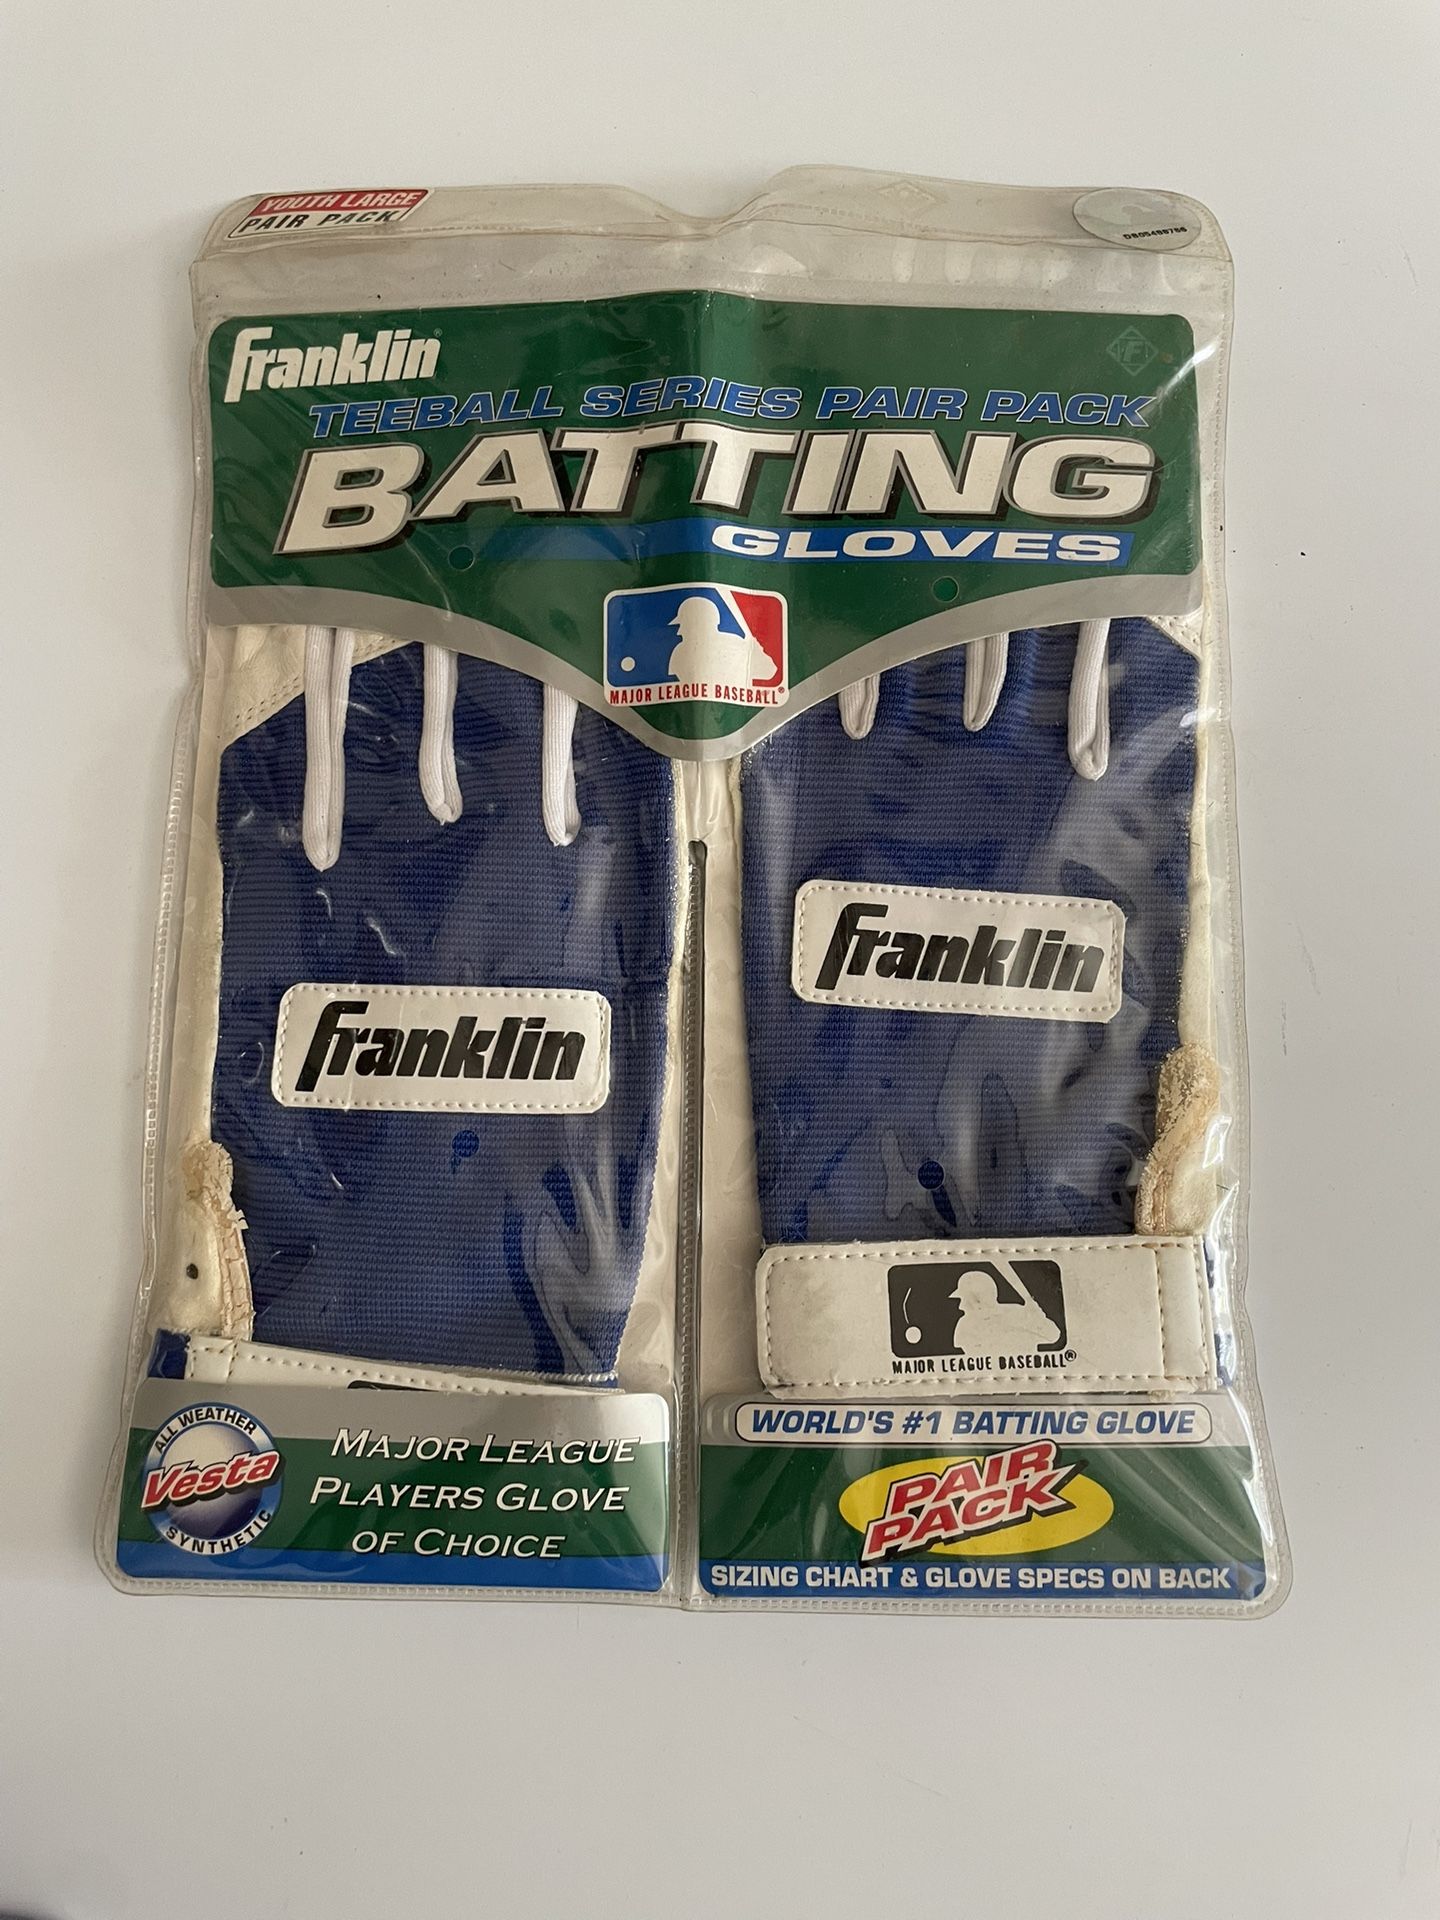 YOUTH LARGE
PAIR PACK
DB05498766
Franklin®
F
TEEBALL SERIES PAIR PACK
BATTING
GLOVES
MAJOR LEAGUE BASEBALL®
Franklin
Franklin
MAJOR LEAGUE BASEBALL®
ALL WEATHER
Vesta
SYNTHETIC
MAJOR LEAGUE
PLAYERS GLOVE
OF CHOICE
WORLD'S #1 BATTING GLOVE
PAIR
PACK
SIZING CHART & GLOVE SPECS ON BACK